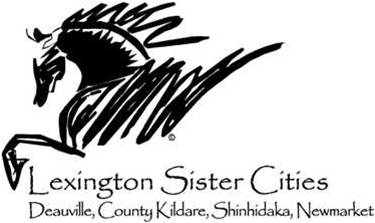 ©
Lexington Sister Cities
Deauville, County Kildare, Shinhidaka, Newmarket